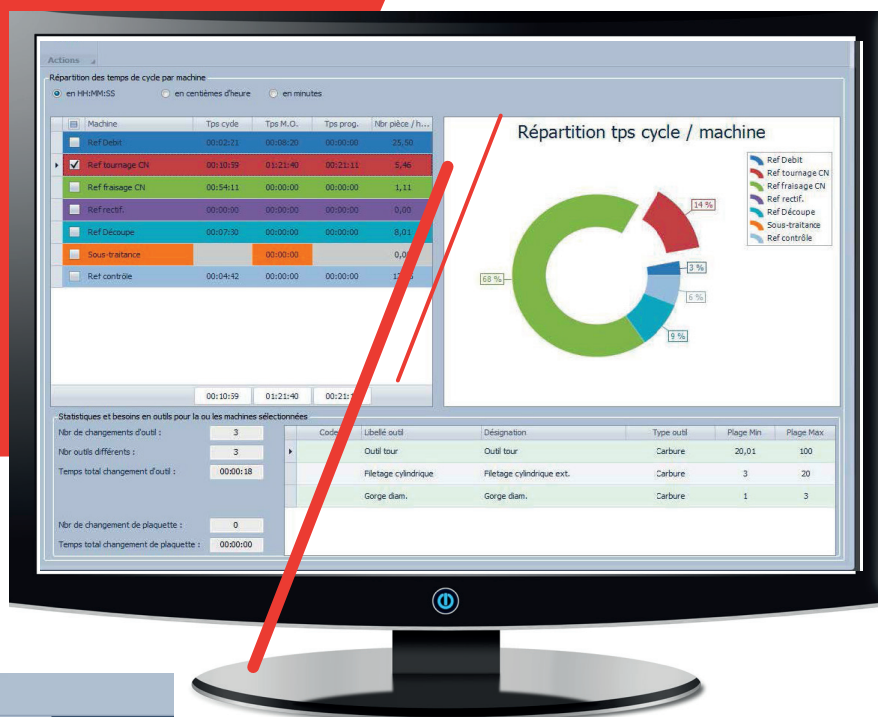 Actions
Répartition des temps de cycle par machine
en HH:MM:SS en centièmes d'heure en minutes
Machine Tps cycle Tps M.O. Tps prog. Nbr pièce / h...
Ref Debit 00:02:21 00:08:20 00:00:00 25,50
Ref tournage CN 00:10:59 01:21:40 00:21:11 5,46
Ref fraisage CN 00:54:11 00:00:00 00:00:00 1,11
Ref rectif. 00:00:00 00:00:00 00:00:00 0,00
Ref Découpe 00:07:30 00:00:00 00:00:00 8,01
Sous-traitance 00:00:00
Ref contrôle 00:04:42 00:00:00 00:00:00
00:10:59 01:21:40
Répartition tps cycle / machine
Ref Debit
Ref tournage CN
Ref fraisage CN
Ref rectif.
Ref Découpe
Sous-traitance
Ref contrôle
14 %
3 %
68 %
6 %
9 %
Statistiques et besoins en outils pour la ou les machines sélectionnées
Nbr de changements d'outil : 3
Nbr outils différents : 3
Temps total changement d'outil : 00:00:18
Nbr de changement de plaquette : 0
Temps total changement de plaquette : 00:00:00
Libellé outil Désignation Type outil Plage Min Plage Max
Outil tour Outil tour Carbure 20,01 100
Filetage cylindrique Filetage cylindrique ext. Carbure 3 20
Gorge diam. Gorge diam. Carbure 1 3